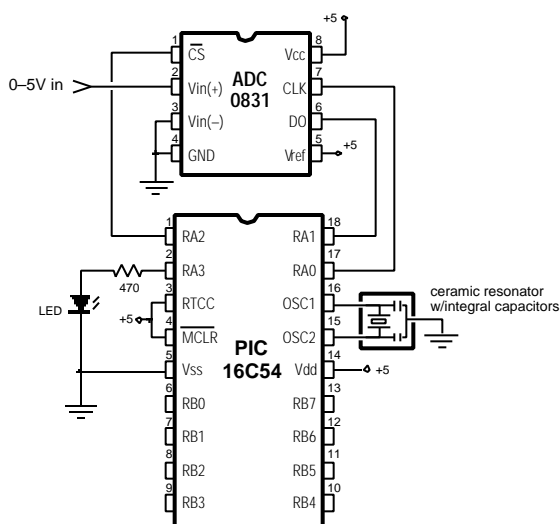 +5
1 CS Vcc 8
0–5V in
2 Vin(+) ADC 0831 CLK 7
3 Vin(–) DO 6
4 GND Vref 5
+5
1 RA2 RA1 18
2 RA3 RA0 17
470
LED
3 RTCC OSC1 16
ceramic resonator
w/integral capacitors
+5
4 MCLR OSC2 15
PIC
16C54
5 Vss Vdd 14
+5
6 RB0 RB7 13
7 RB1 RB6 12
8 RB2 RB5 11
9 RB3 RB4 10